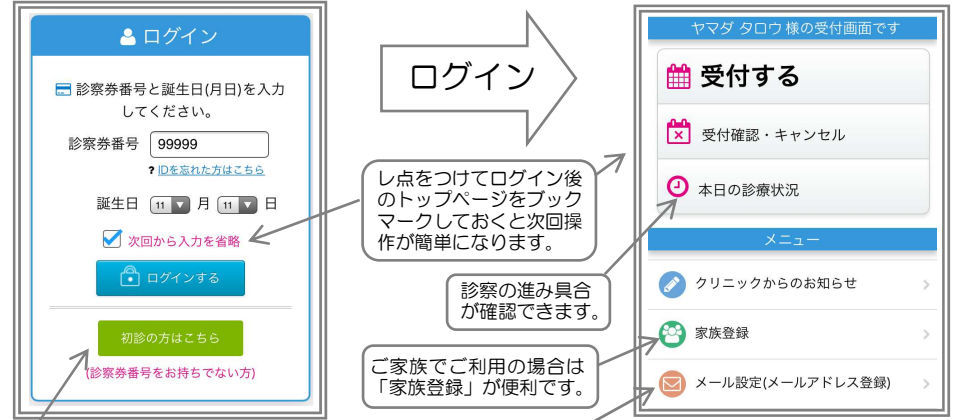 ログイン
診察券番号と誕生日(月日)を入力
してください。
診察券番号 99999
? IDを忘れた方はこちら
誕生日 11 月 11 日
次回から入力を省略
ログインする
初診の方はこちら
(診察券番号をお持ちでない方)
ログイン
レ点をつけてログイン後
のトップページをブック
マークしておくと次回操
作が簡単になります。
診察の進み具合
が確認できます。
ご家族でご利用の場合は
「家族登録」が便利です。
ヤマダ タロウ 様の受付画面です
受付する
受付確認・キャンセル
本日の診療状況
メニュー
クリニックからのお知らせ
家族登録
メール設定(メールアドレス登録)